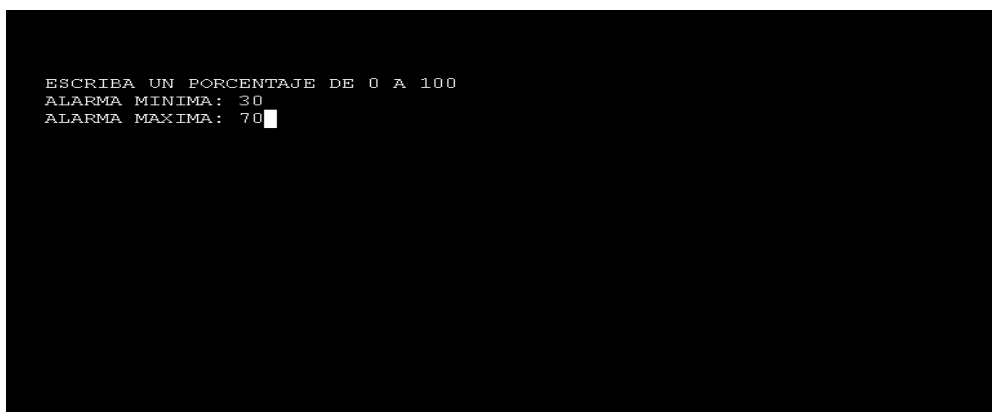 ESCRIBA UN PORCENTAJE DE 0 A 100
ALARMA MINIMA: 30
ALARMA MAXIMA: 70